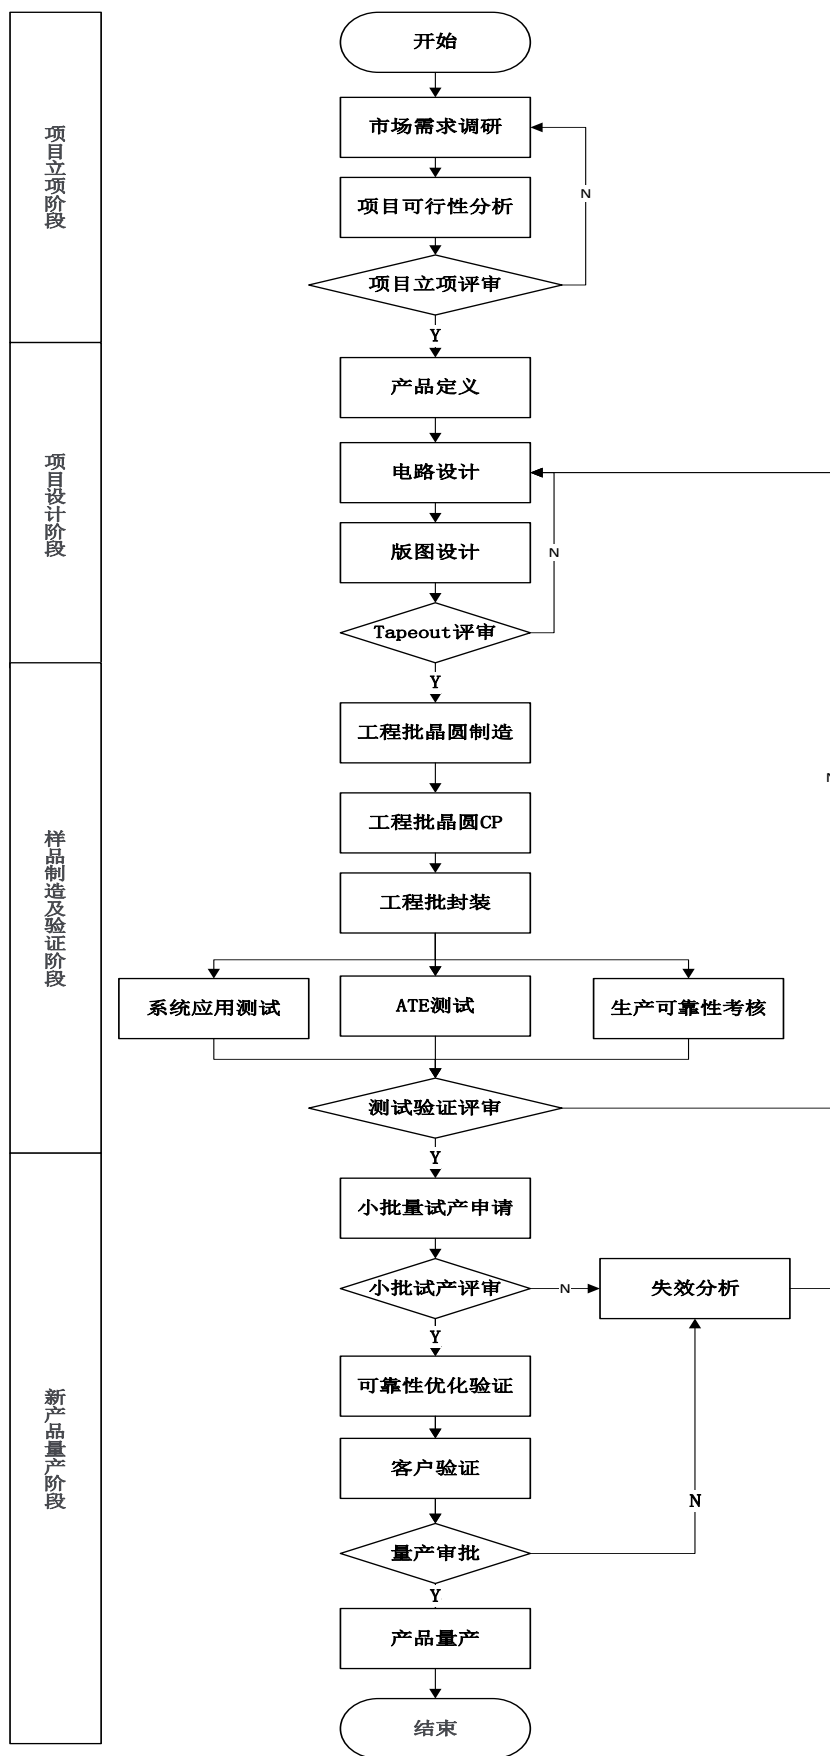 开始
项目立项阶段
市场需求调研
N
项目可行性分析
项目立项评审
Y
产品定义
项目设计阶段
电路设计
版图设计
N
Tapeout评审
Y
工程批晶圆制造
N
样品制造及验证阶段
工程批晶圆CP
工程批封装
系统应用测试
ATE测试
生产可靠性考核
测试验证评审
Y
小批量试产申请
小批试产评审
N
失效分析
Y
新产品量产阶段
可靠性优化验证
客户验证
N
量产审批
Y
产品量产
结束